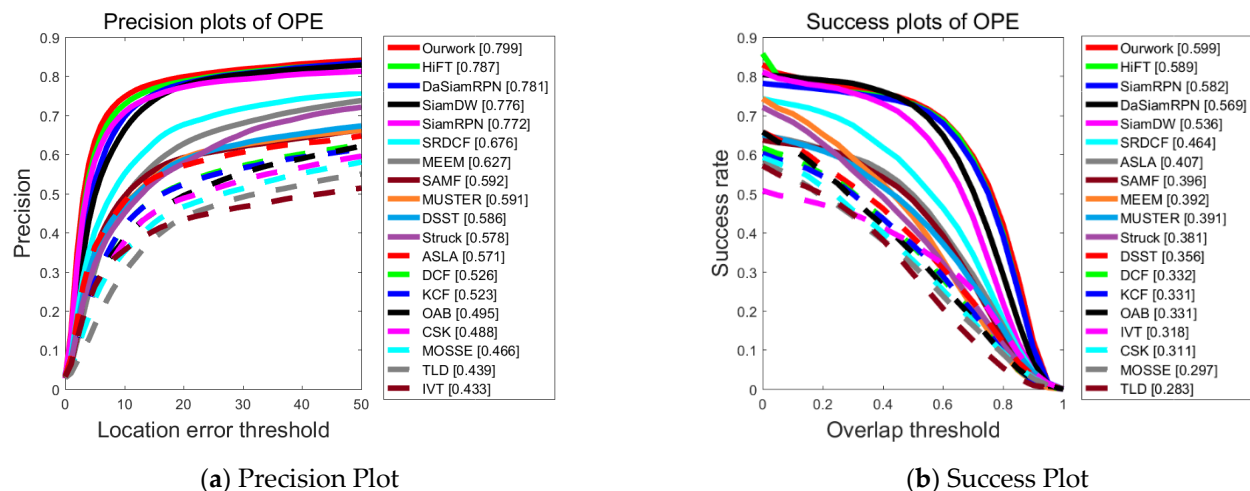 Precision plots of OPE
Precision
0.9
0.8
0.7
0.6
0.5
0.4
0.3
0.2
0.1
0
0 10 20 30 40 50
Location error threshold
Ourwork [0.799]
HiFT [0.787]
DaSiamRPN [0.781]
SiamDW [0.776]
SiamRPN [0.772]
SRDCF [0.676]
MEEM [0.627]
SAMF [0.592]
MUSTER [0.591]
DSST [0.586]
Struck [0.578]
ASLA [0.571]
DCF [0.526]
KCF [0.523]
OAB [0.495]
CSK [0.488]
MOSSE [0.466]
TLD [0.439]
IVT [0.433]
(a) Precision Plot
Success plots of OPE
Success rate
0.9
0.8
0.7
0.6
0.5
0.4
0.3
0.2
0.1
0
0 0.2 0.4 0.6 0.8 1
Overlap threshold
Ourwork [0.599]
HiFT [0.589]
SiamRPN [0.582]
DaSiamRPN [0.569]
SiamDW [0.536]
SRDCF [0.464]
ASLA [0.407]
SAMF [0.396]
MEEM [0.392]
MUSTER [0.391]
Struck [0.381]
DSST [0.356]
DCF [0.332]
KCF [0.331]
OAB [0.331]
IVT [0.318]
CSK [0.311]
MOSSE [0.297]
TLD [0.283]
(b) Success Plot